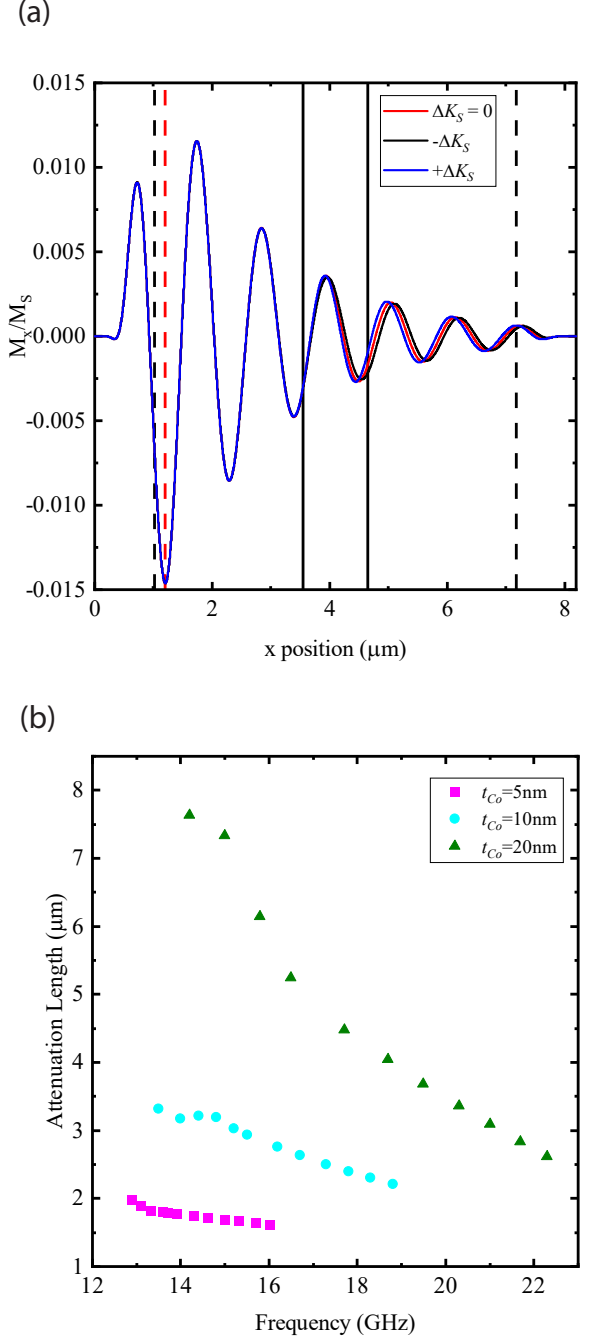 (a)
0.015
0.010
0.005
0.000
-0.005
-0.010
-0.015
M_x/M_S
ΔK_S = 0
-ΔK_S
+ΔK_S
0 2 4 6 8
x position (μm)
(b)
8
7
6
5
4
3
2
1
Attenuation Length (μm)
t_Co=5nm
t_Co=10nm
t_Co=20nm
12 14 16 18 20 22
Frequency (GHz)